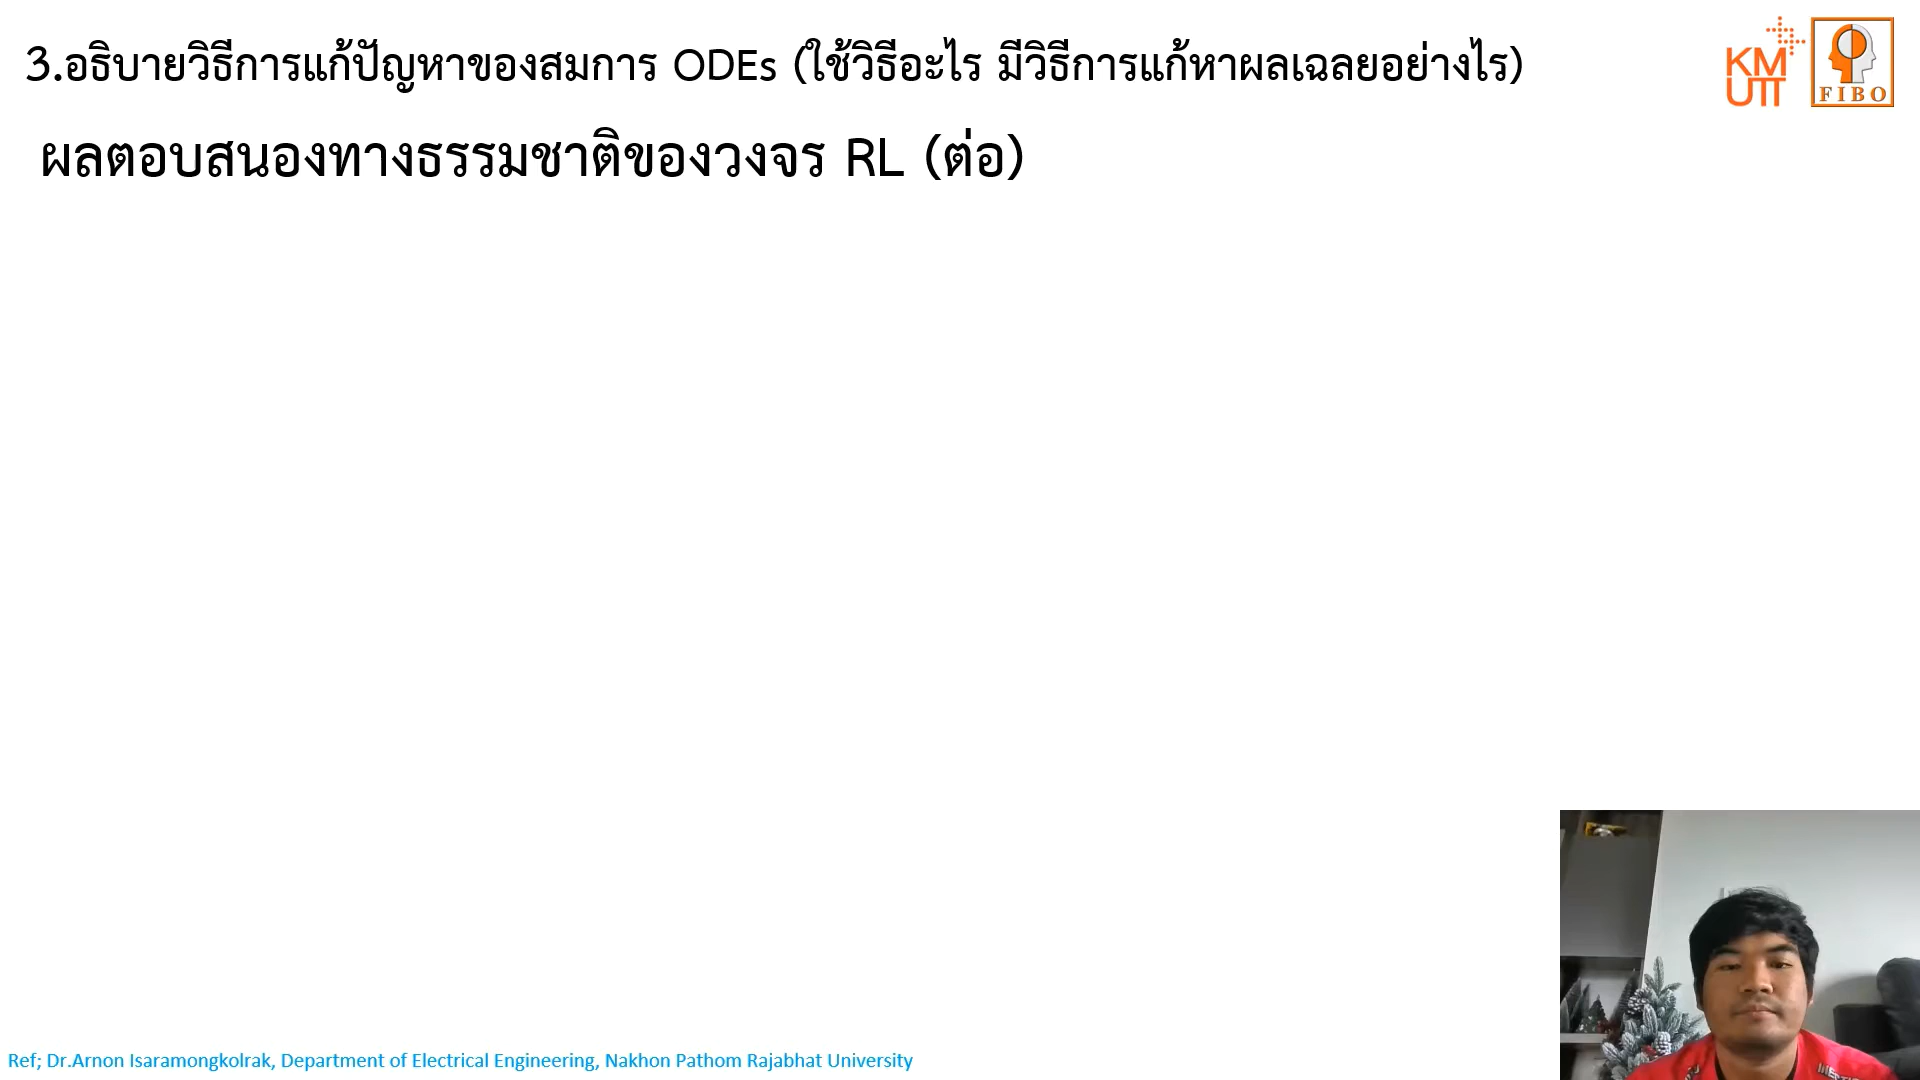 3.อธิบายวิธีการแก้ปัญหาของสมการ ODEs (ใช้วิธีอะไร มีวิธีการแก้หาผลเฉลยอย่างไร)
KM
UTT
FIBO
ผลตอบสนองทางธรรมชาติของวงจร RL (ต่อ)
Ref; Dr.Arnon Isaramongkolrak, Department of Electrical Engineering, Nakhon Pathom Rajabhat University